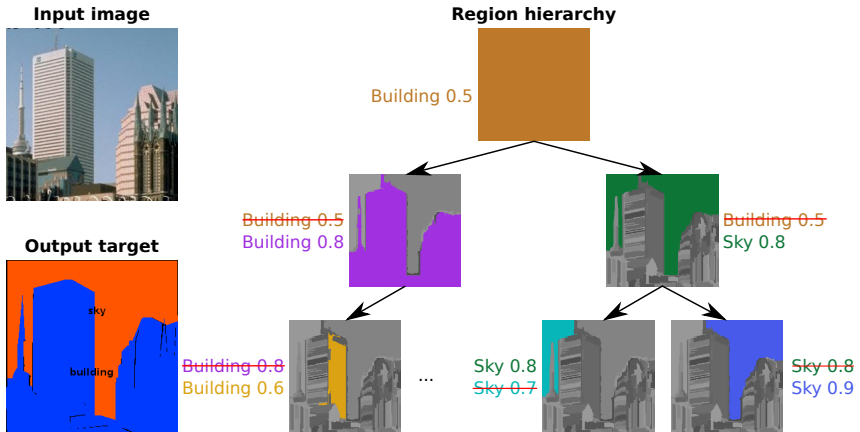 Input image
Region hierarchy
Building 0.5
Building 0.5
Building 0.8
Building 0.5
Sky 0.8
Output target
sky
building
Building 0.8
Building 0.6
...
Sky 0.8
Sky 0.7
Sky 0.8
Sky 0.9